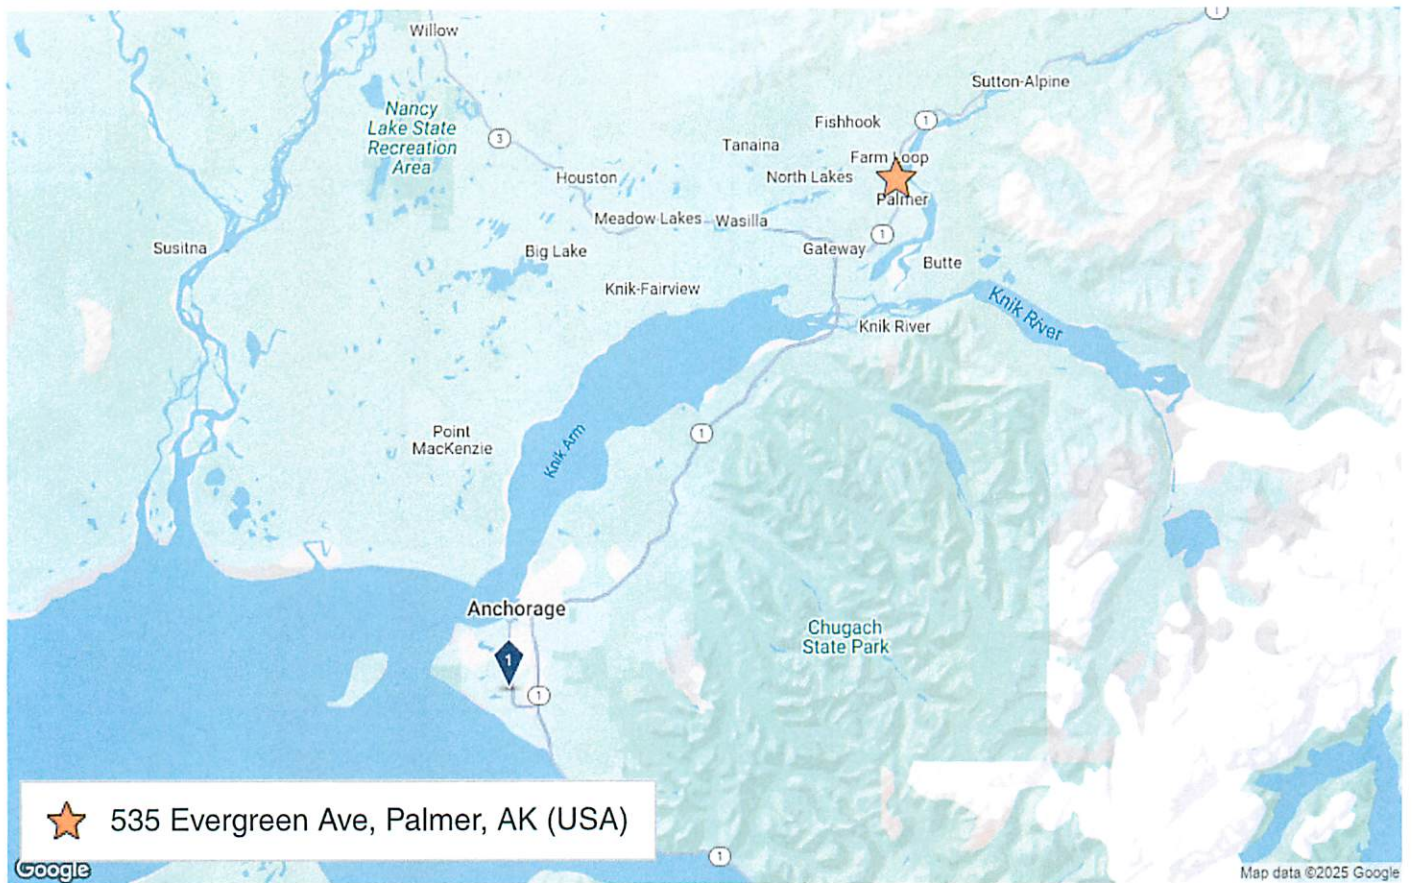 Willow
1
Sutton-Alpine
Nancy
Lake State
Recreation
Area
3
Fishhook
1
Tanaina
Farm Loop
Houston
North Lakes
Palmer
Meadow Lakes
Wasilla
1
Susitna
Big Lake
Gateway
Butte
Knik-Fairview
Knik River
Knik River
Point
MacKenzie
Knik Arm
1
Anchorage
Chugach
State Park
1
1
535 Evergreen Ave, Palmer, AK (USA)
1
Google
Map data ©2025 Google